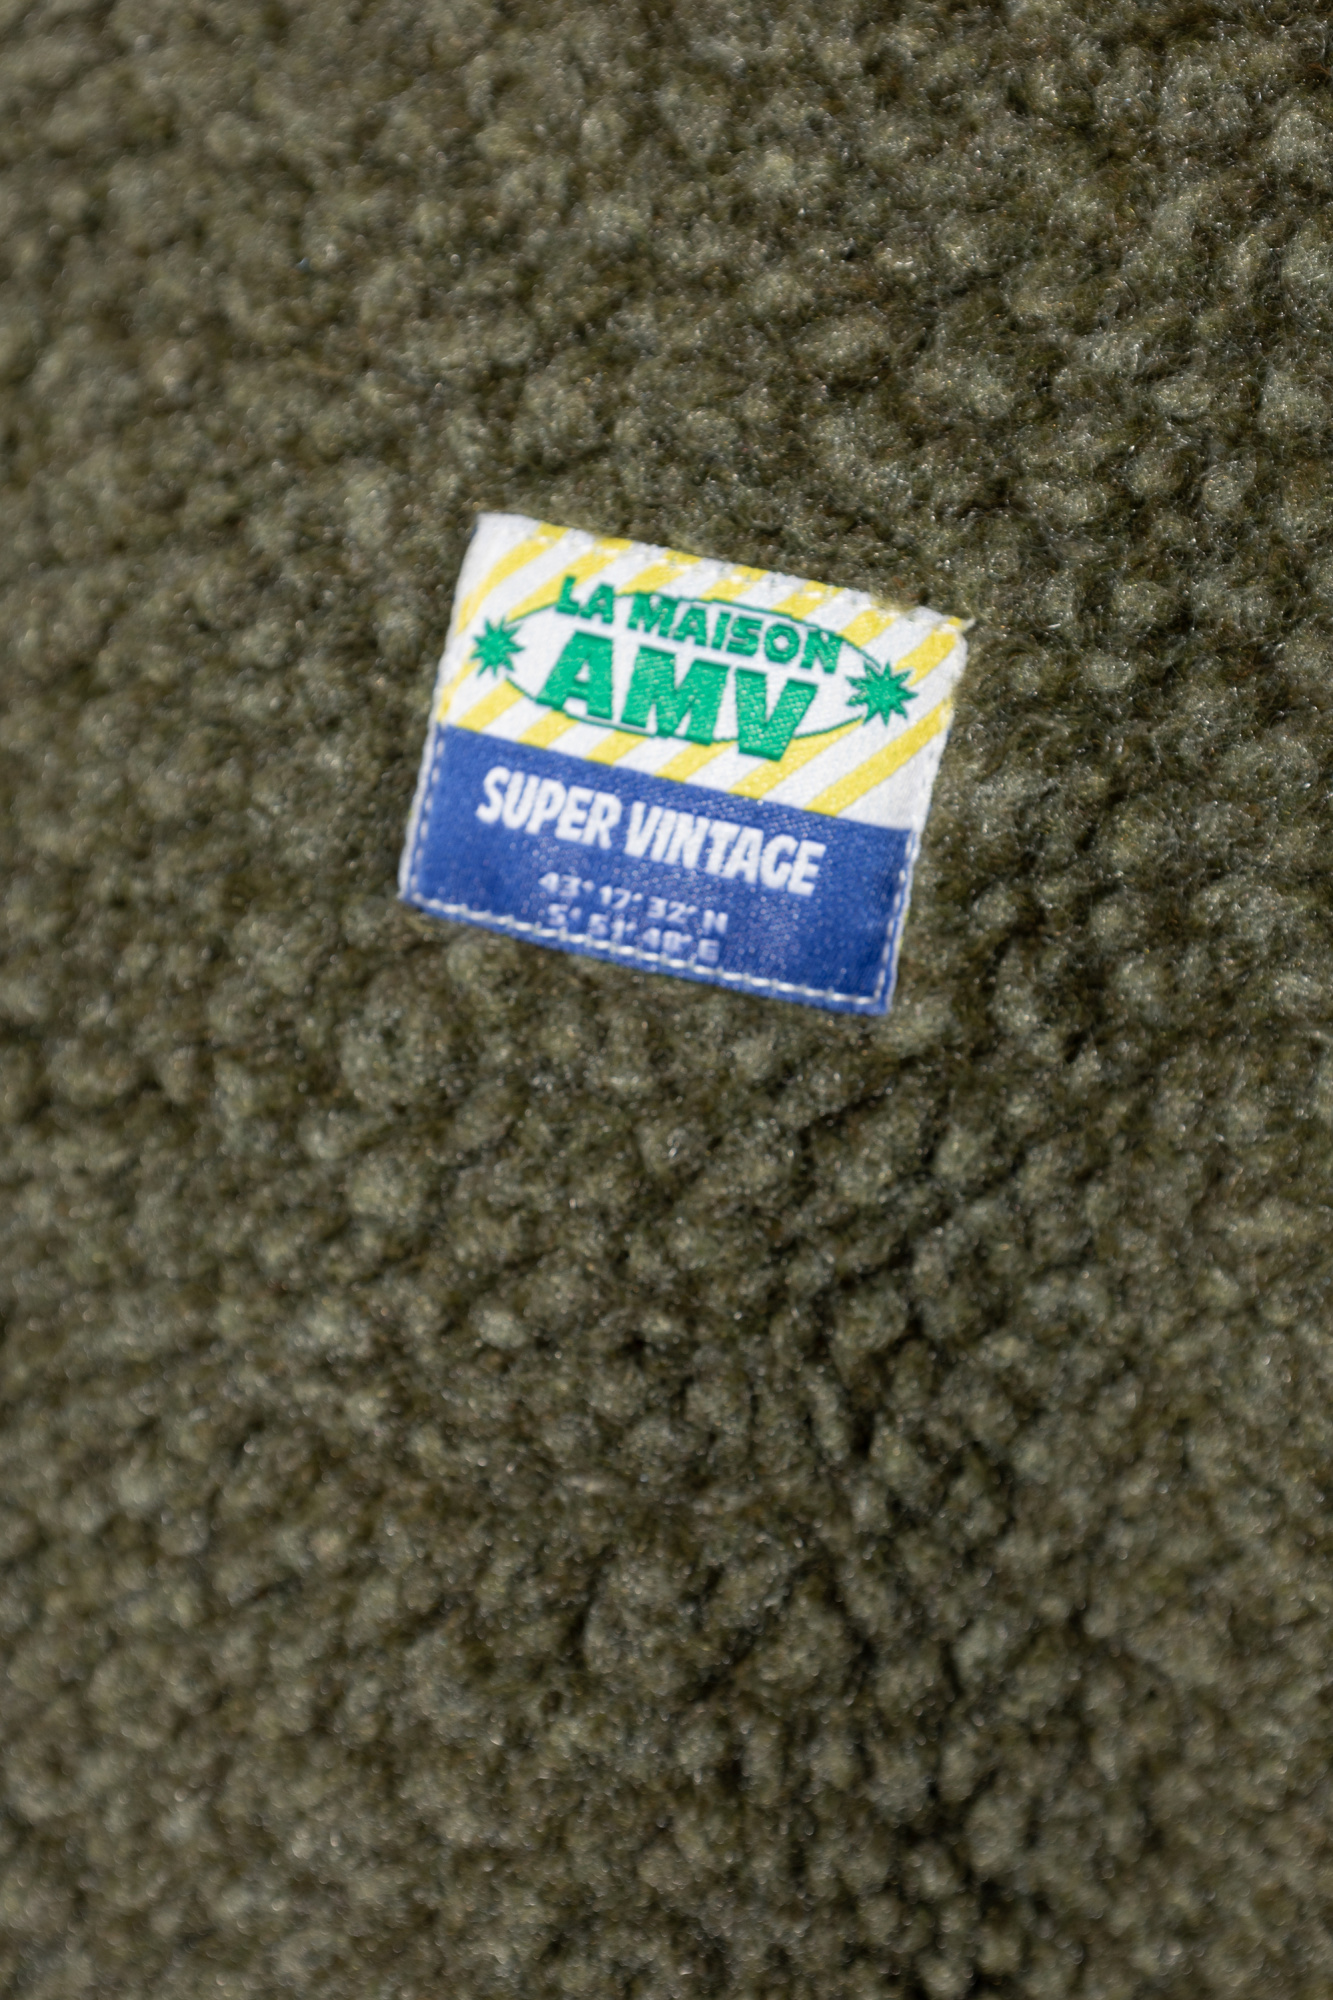 LA MAISON
AMV
SUPER VINTAGE
43° 17' 32" N
5° 51' 48" E